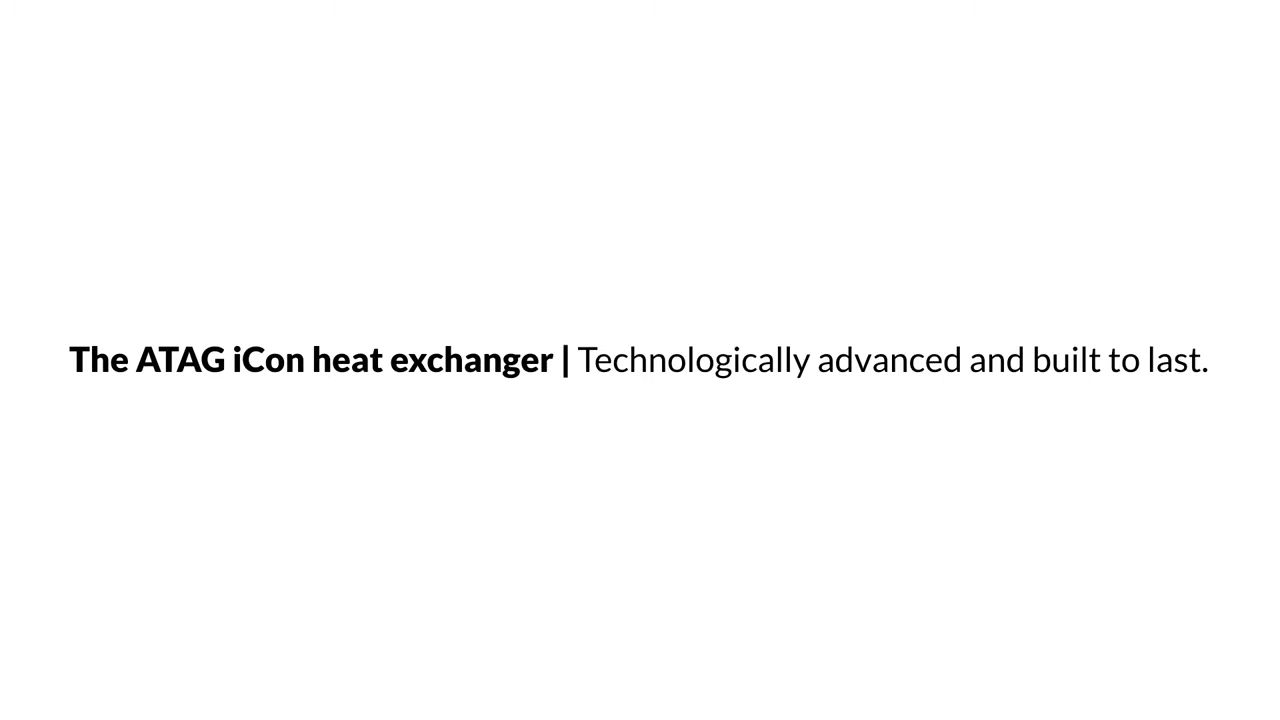 The ATAG iCon heat exchanger | Technologically advanced and built to last.